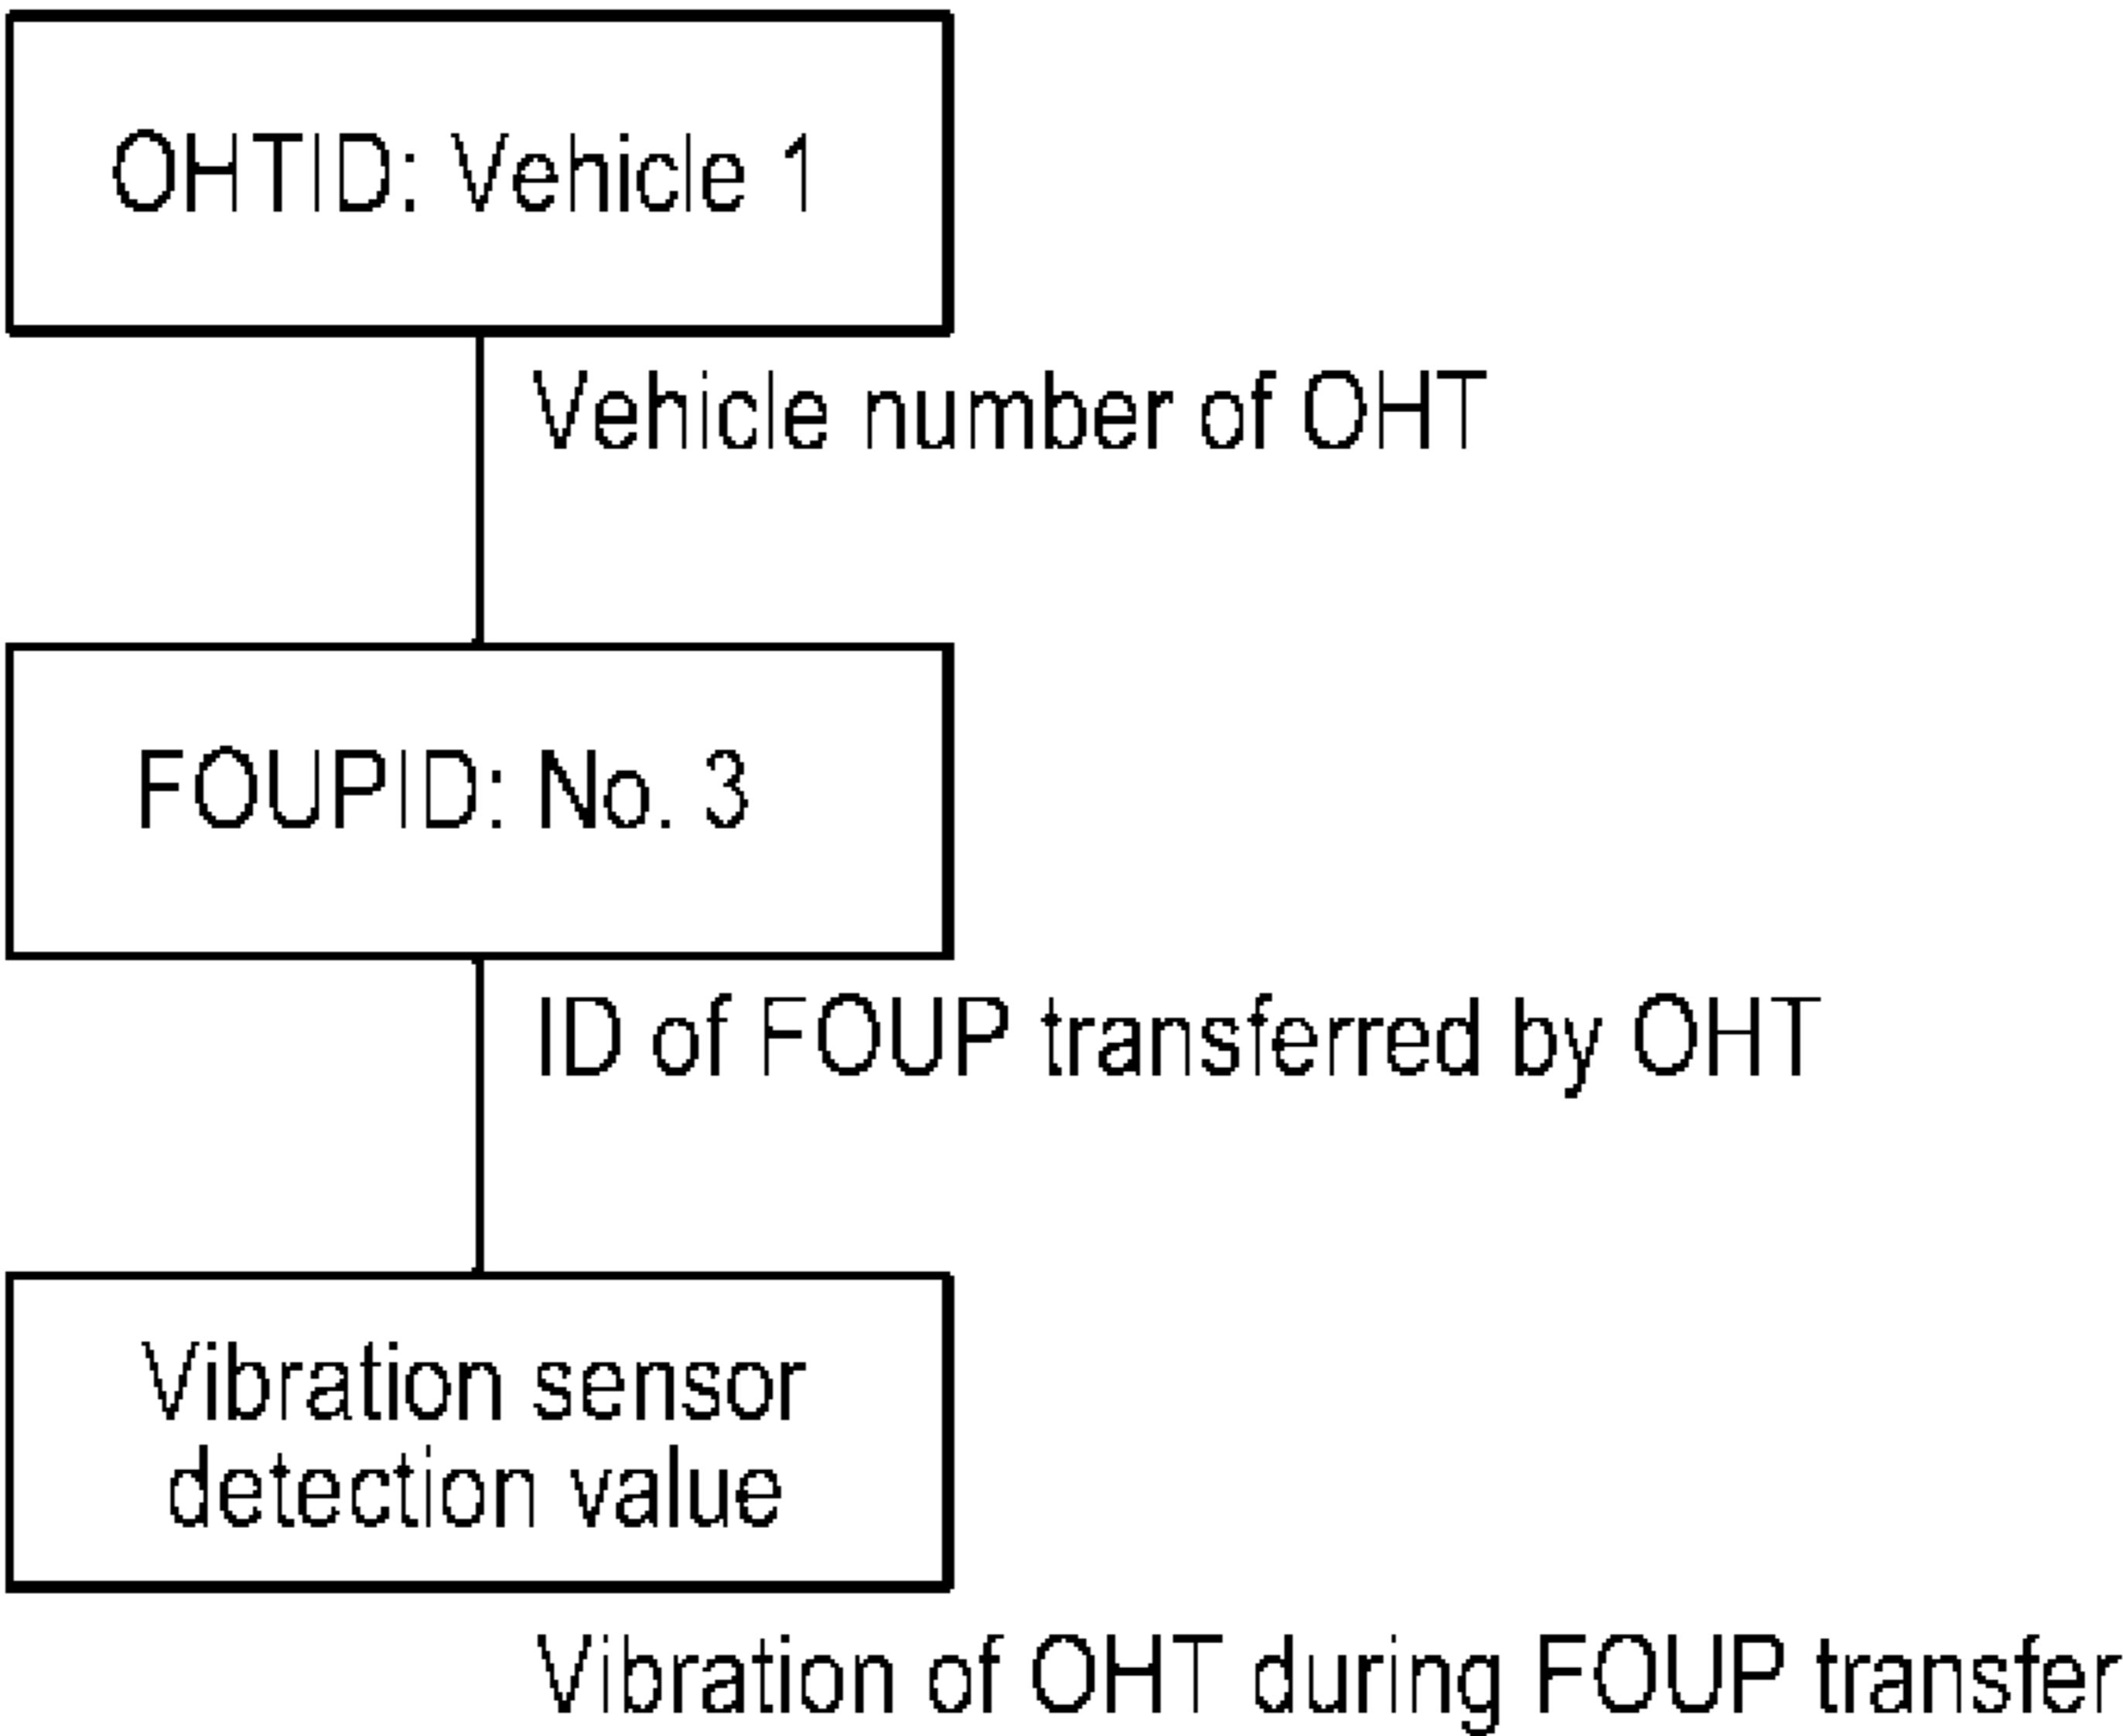 OHTID: Vehicle 1
Vehicle number of OHT
FOUPID: No. 3
ID of FOUP transferred by OHT
Vibration sensor
detection value
Vibration of OHT during FOUP transfer